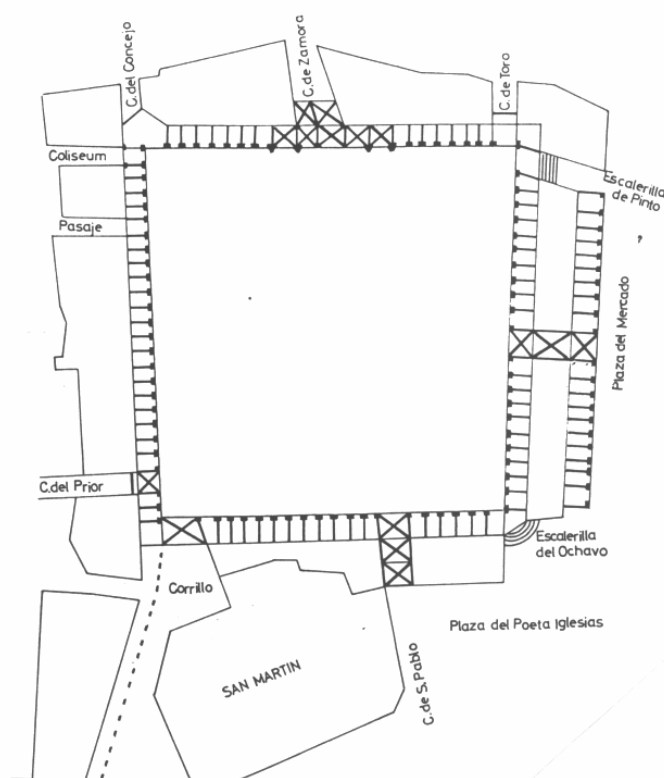 C. del Concejo
C. de Zamora
C. de Toro
Coliseum
Escalerilla
de Pinto
Pasaje
Plaza del Mercado
C. del Prior
Escalerilla
del Ochavo
Corrillo
Plaza del Poeta Iglesias
SAN MARTIN
C. de S. Pablo